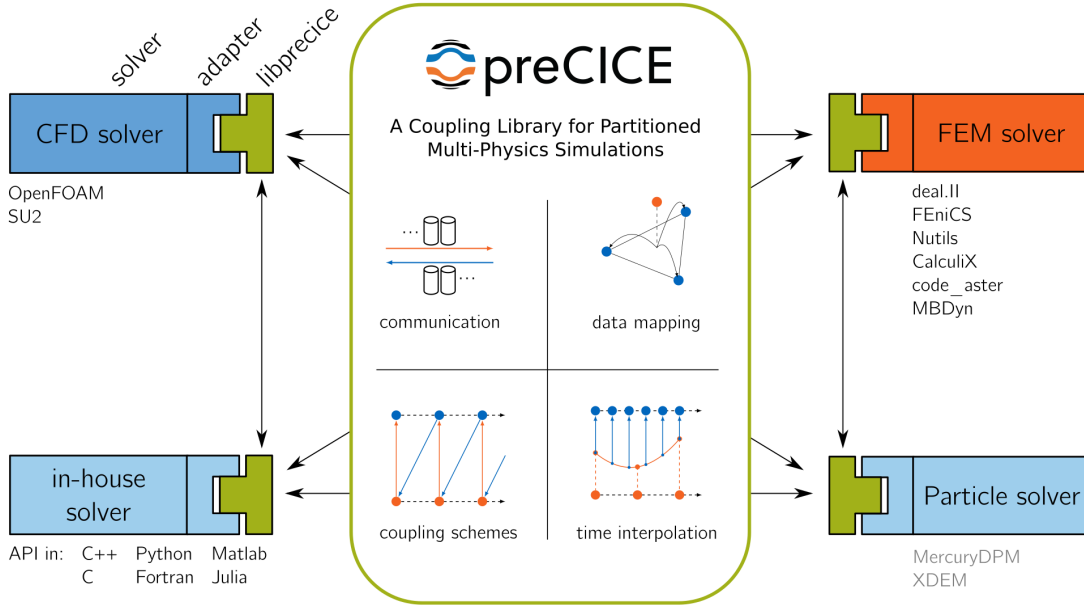 solver
adapter
libprecice
CFD solver
OpenFOAM
SU2
preCICE
A Coupling Library for Partitioned
Multi-Physics Simulations
...
...
communication
data mapping
coupling schemes
time interpolation
FEM solver
deal.II
FEniCS
Nutils
CalculiX
code_aster
MBDyn
in-house
solver
API in: C++ Python Matlab
C Fortran Julia
Particle solver
MercuryDPM
XDEM